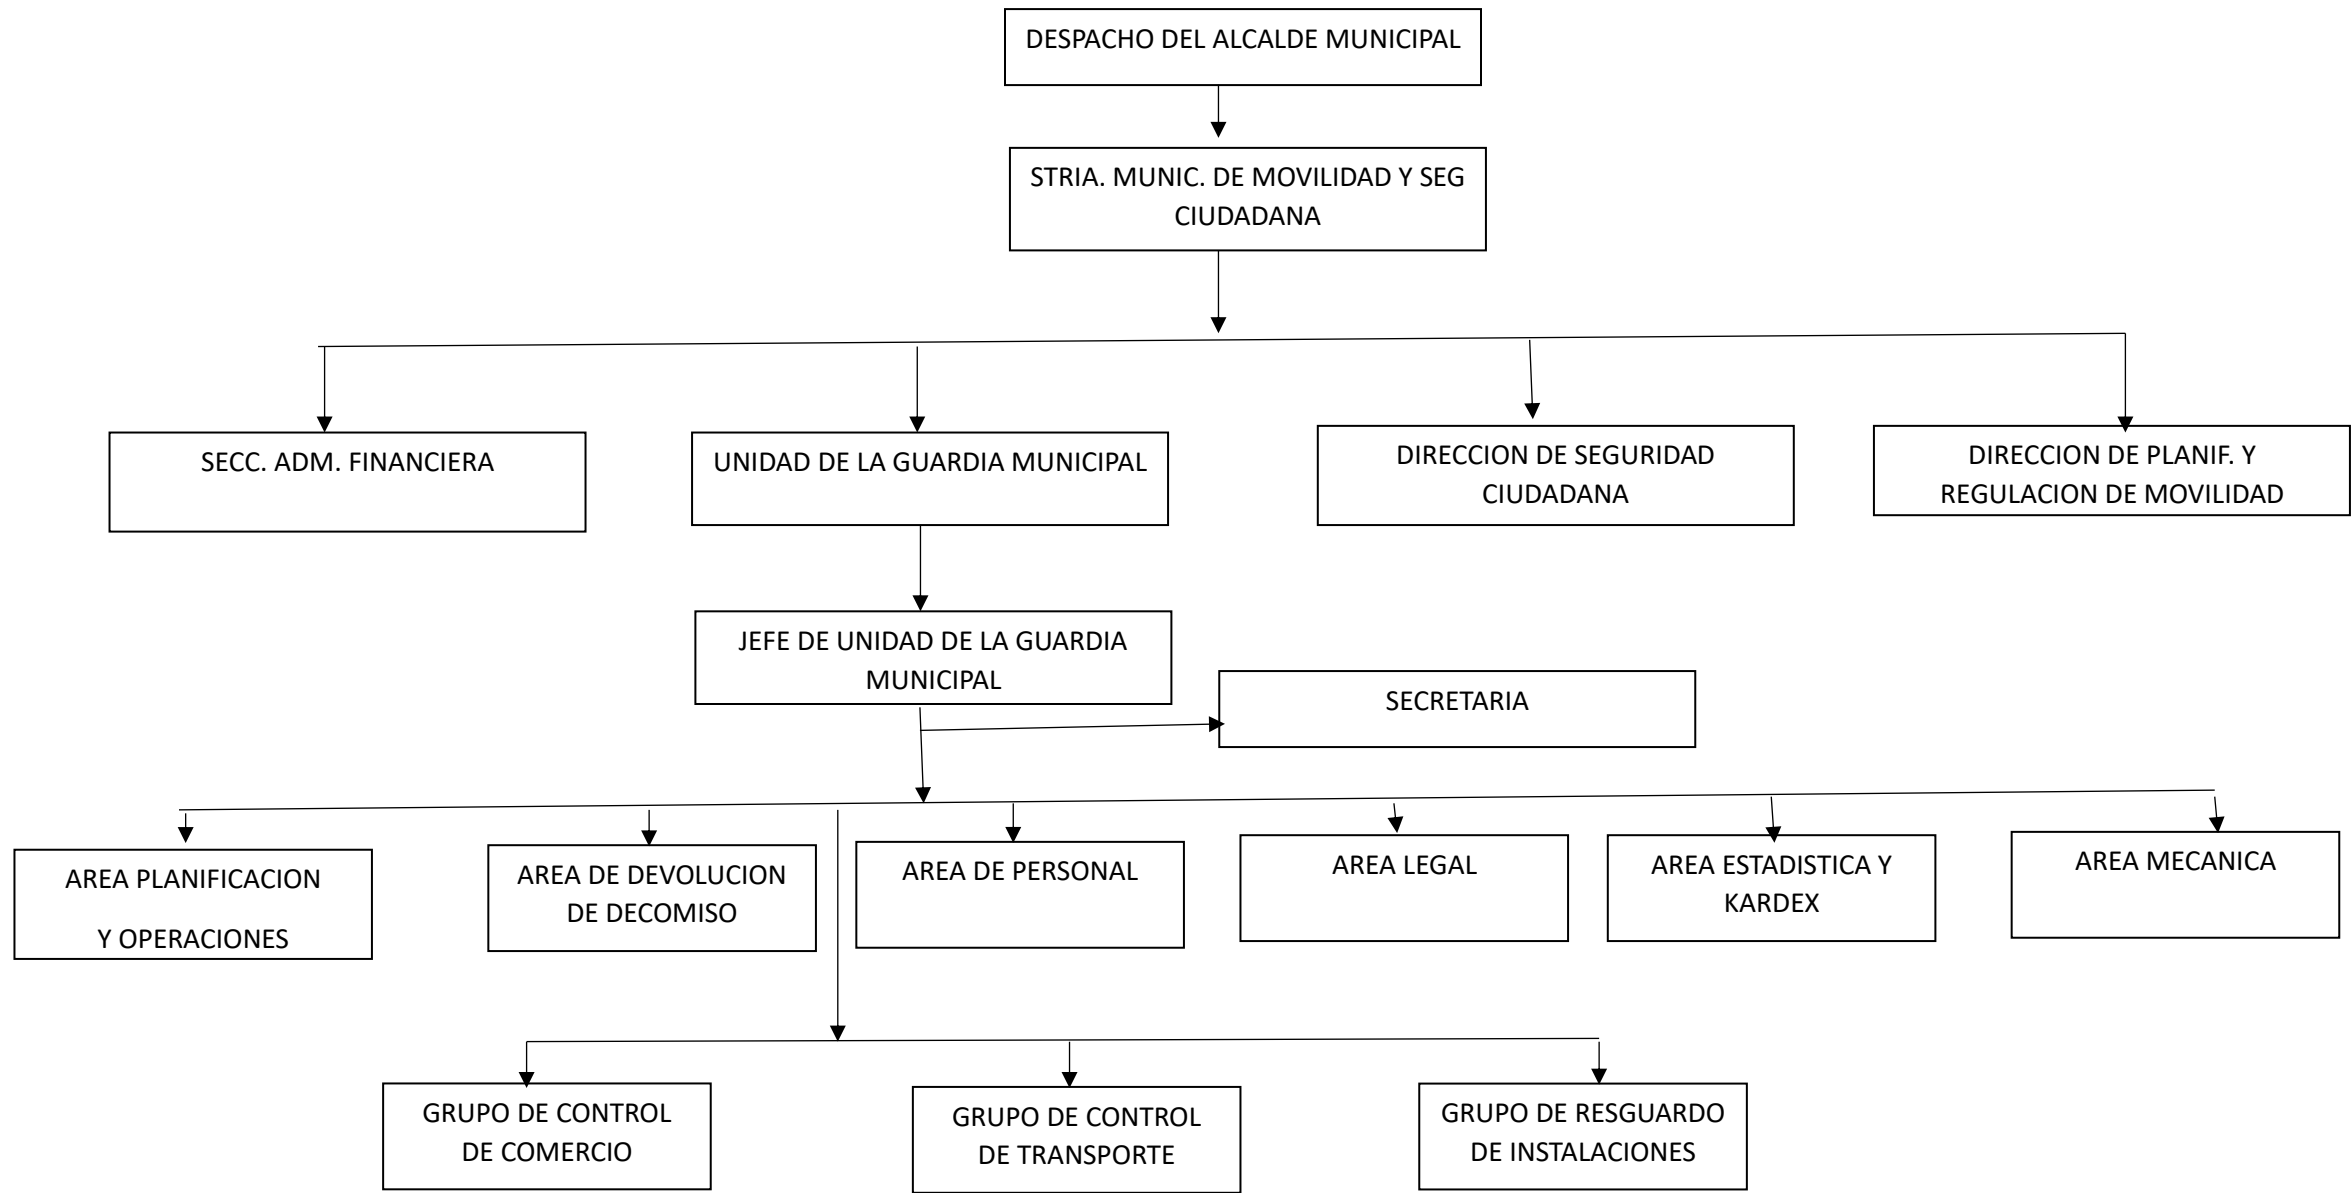 DESPACHO DEL ALCALDE MUNICIPAL
STRIA. MUNIC. DE MOVILIDAD Y SEG
CIUDADANA
SECC. ADM. FINANCIERA
UNIDAD DE LA GUARDIA MUNICIPAL
DIRECCION DE SEGURIDAD
CIUDADANA
DIRECCION DE PLANIF. Y
REGULACION DE MOVILIDAD
JEFE DE UNIDAD DE LA GUARDIA
MUNICIPAL
SECRETARIA
AREA PLANIFICACION
Y OPERACIONES
AREA DE DEVOLUCION
DE DECOMISO
AREA DE PERSONAL
AREA LEGAL
AREA ESTADISTICA Y
KARDEX
AREA MECANICA
GRUPO DE CONTROL
DE COMERCIO
GRUPO DE CONTROL
DE TRANSPORTE
GRUPO DE RESGUARDO
DE INSTALACIONES